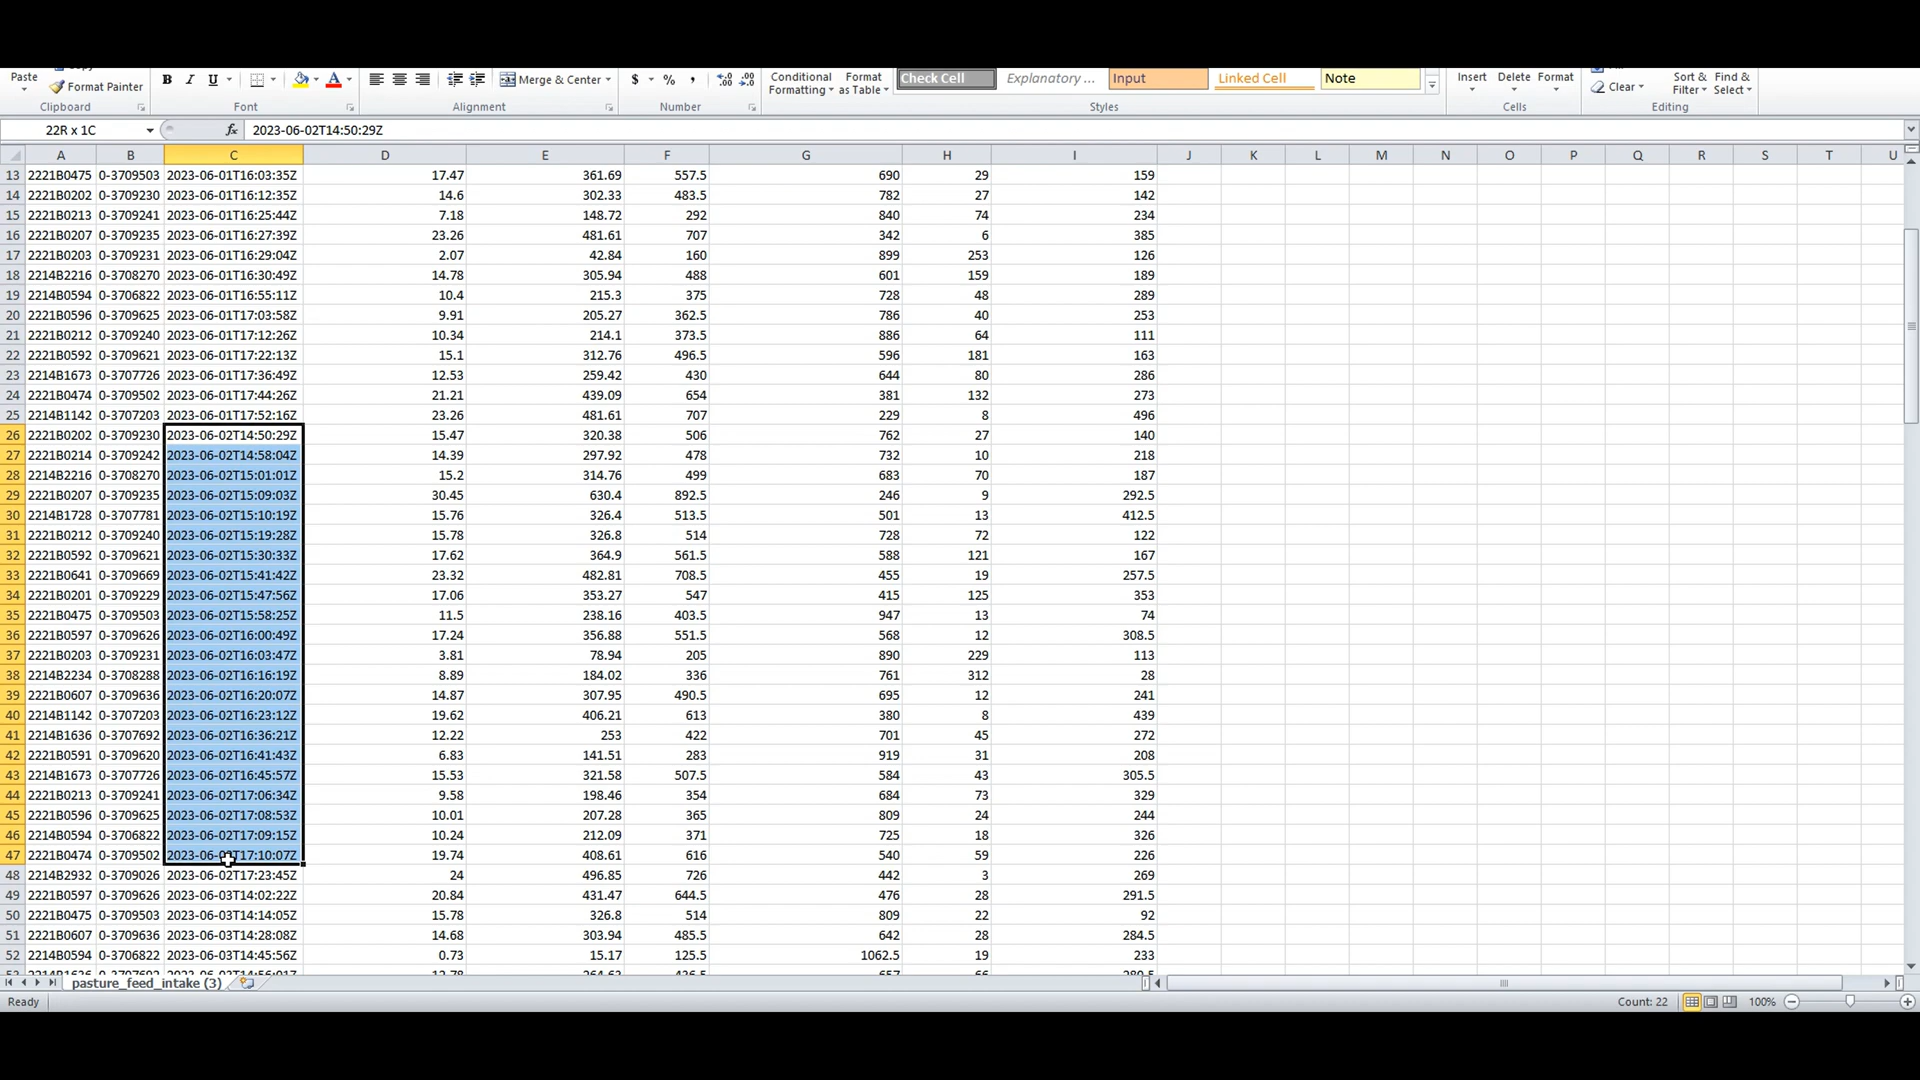 Paste Format Painter B I U A Merge & Center $ % , Conditional Formatting Format as Table Check Cell Explanatory ... Input Linked Cell Note Insert Delete Format Clear Sort & Filter Find & Select
Clipboard Font Alignment Number Styles Cells Editing
22R x 1C fx 2023-06-02T14:50:29Z
A B C D E F G H I J K L M N O P Q R S T U
13 2221B0475 0-3709503 2023-06-01T16:03:35Z 17.47 361.69 557.5 690 29 159
14 2221B0202 0-3709230 2023-06-01T16:12:35Z 14.6 302.33 483.5 782 27 142
15 2221B0213 0-3709241 2023-06-01T16:25:44Z 7.18 148.72 292 840 74 234
16 2221B0207 0-3709235 2023-06-01T16:27:39Z 23.26 481.61 707 342 6 385
17 2221B0203 0-3709231 2023-06-01T16:29:04Z 2.07 42.84 160 899 253 126
18 2214B2216 0-3708270 2023-06-01T16:30:49Z 14.78 305.94 488 601 159 189
19 2214B0594 0-3706822 2023-06-01T16:55:11Z 10.4 215.3 375 728 48 289
20 2221B0596 0-3709625 2023-06-01T17:03:58Z 9.91 205.27 362.5 786 40 253
21 2221B0212 0-3709240 2023-06-01T17:12:26Z 10.34 214.1 373.5 886 64 111
22 2221B0592 0-3709621 2023-06-01T17:22:13Z 15.1 312.76 496.5 596 181 163
23 2214B1673 0-3707726 2023-06-01T17:36:49Z 12.53 259.42 430 644 80 286
24 2221B0474 0-3709502 2023-06-01T17:44:26Z 21.21 439.09 654 381 132 273
25 2214B1142 0-3707203 2023-06-01T17:52:16Z 23.26 481.61 707 229 8 496
26 2221B0202 0-3709230 2023-06-02T14:50:29Z 15.47 320.38 506 762 27 140
27 2221B0214 0-3709242 2023-06-02T14:58:04Z 14.39 297.92 478 732 10 218
28 2214B2216 0-3708270 2023-06-02T15:01:01Z 15.2 314.76 499 683 70 187
29 2221B0207 0-3709235 2023-06-02T15:09:03Z 30.45 630.4 892.5 246 9 292.5
30 2214B1728 0-3707781 2023-06-02T15:10:19Z 15.76 326.4 513.5 501 13 412.5
31 2221B0212 0-3709240 2023-06-02T15:19:28Z 15.78 326.8 514 728 72 122
32 2221B0592 0-3709621 2023-06-02T15:30:33Z 17.62 364.9 561.5 588 121 167
33 2221B0641 0-3709669 2023-06-02T15:41:42Z 23.32 482.81 708.5 455 19 257.5
34 2221B0201 0-3709229 2023-06-02T15:47:56Z 17.06 353.27 547 415 125 353
35 2221B0475 0-3709503 2023-06-02T15:58:25Z 11.5 238.16 403.5 947 13 74
36 2221B0597 0-3709626 2023-06-02T16:00:49Z 17.24 356.88 551.5 568 12 308.5
37 2221B0203 0-3709231 2023-06-02T16:03:47Z 3.81 78.94 205 890 229 113
38 2214B2234 0-3708288 2023-06-02T16:16:19Z 8.89 184.02 336 761 312 28
39 2221B0607 0-3709636 2023-06-02T16:20:07Z 14.87 307.95 490.5 695 12 241
40 2214B1142 0-3707203 2023-06-02T16:23:12Z 19.62 406.21 613 380 8 439
41 2214B1636 0-3707692 2023-06-02T16:36:21Z 12.22 253 422 701 45 272
42 2221B0591 0-3709620 2023-06-02T16:41:43Z 6.83 141.51 283 919 31 208
43 2214B1673 0-3707726 2023-06-02T16:45:57Z 15.53 321.58 507.5 584 43 305.5
44 2221B0213 0-3709241 2023-06-02T17:06:34Z 9.58 198.46 354 684 73 329
45 2221B0596 0-3709625 2023-06-02T17:08:53Z 10.01 207.28 365 809 24 244
46 2214B0594 0-3706822 2023-06-02T17:09:15Z 10.24 212.09 371 725 18 326
47 2221B0474 0-3709502 2023-06-02T17:10:07Z 19.74 408.61 616 540 59 226
48 2214B2932 0-3709026 2023-06-02T17:23:45Z 24 496.85 726 442 3 269
49 2221B0597 0-3709626 2023-06-03T14:02:22Z 20.84 431.47 644.5 476 28 291.5
50 2221B0475 0-3709503 2023-06-03T14:14:05Z 15.78 326.8 514 809 22 92
51 2221B0607 0-3709636 2023-06-03T14:28:08Z 14.68 303.94 485.5 642 28 284.5
52 2214B0594 0-3706822 2023-06-03T14:45:56Z 0.73 15.17 125.5 1062.5 19 233
pasture_feed_intake (3)
Ready Count: 22 100%